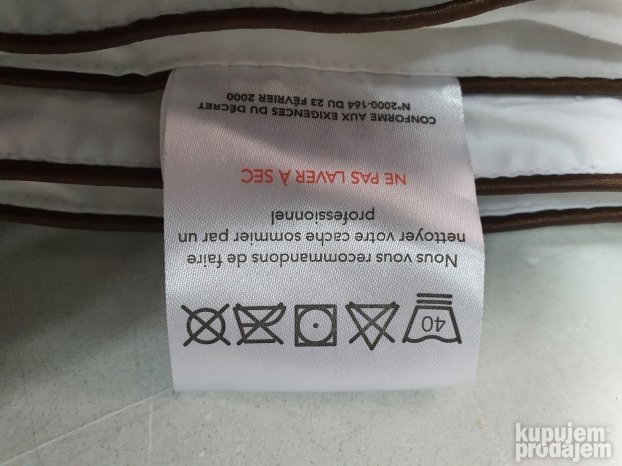 40
Nous vous recommandons de faire
nettoyer votre cache sommier par un
professionnel
NE PAS LAVER À SEC
CONFORME AUX EXIGENCES DU DÉCRET
N°2000-164 DU 23 FÉVRIER 2000
kupujem
prodajem